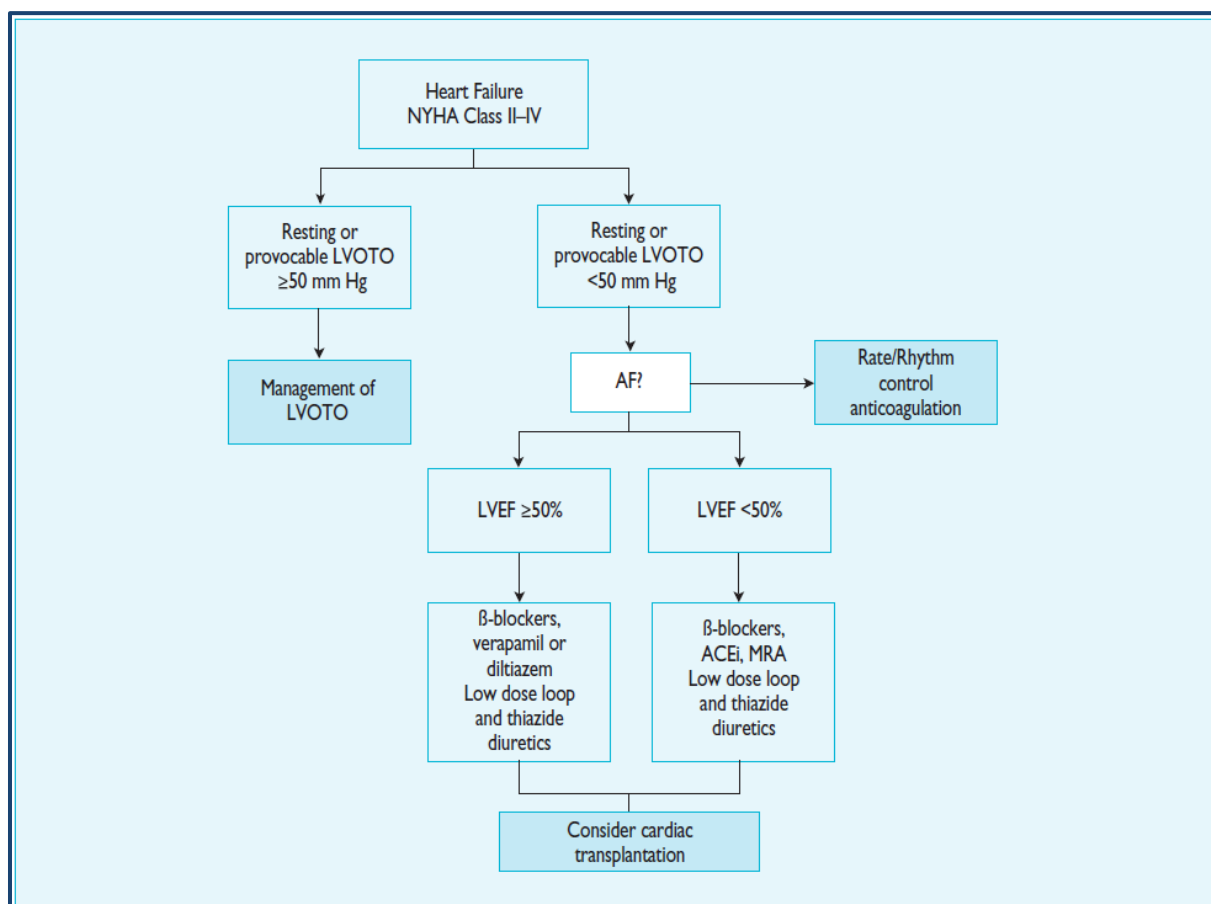 Heart Failure
NYHA Class II–IV
Resting or
provocable LVOTO
≥50 mm Hg
Resting or
provocable LVOTO
<50 mm Hg
Management of
LVOTO
AF?
Rate/Rhythm
control
anticoagulation
LVEF ≥50%
LVEF <50%
ß-blockers,
verapamil or
diltiazem
Low dose loop
and thiazide
diuretics
ß-blockers,
ACEi, MRA
Low dose loop
and thiazide
diuretics
Consider cardiac
transplantation